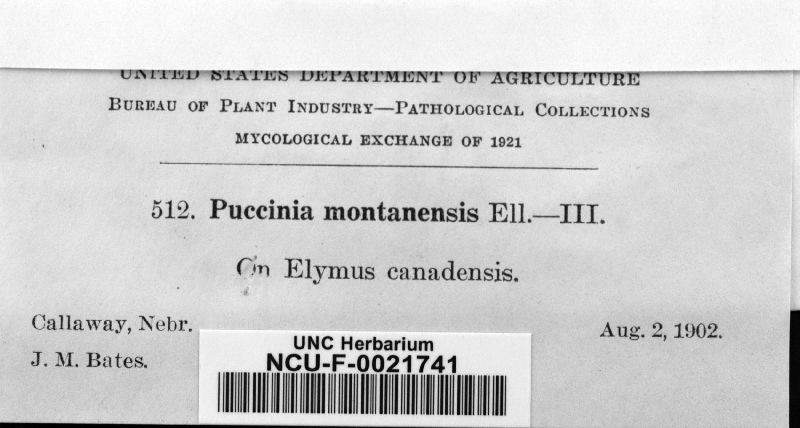 UNITED STATES DEPARTMENT OF AGRICULTURE
BUREAU OF PLANT INDUSTRY—PATHOLOGICAL COLLECTIONS
MYCOLOGICAL EXCHANGE OF 1921
512. Puccinia montanensis Ell.—III.
On Elymus canadensis.
Callaway, Nebr.
Aug. 2, 1902.
J. M. Bates.
UNC Herbarium
NCU-F-0021741